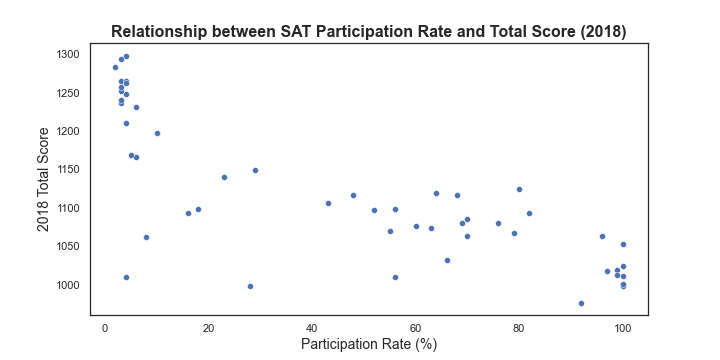 Relationship between SAT Participation Rate and Total Score (2018)
1300
1250
1200
1150
1100
1050
1000
2018 Total Score
0 20 40 60 80 100
Participation Rate (%)